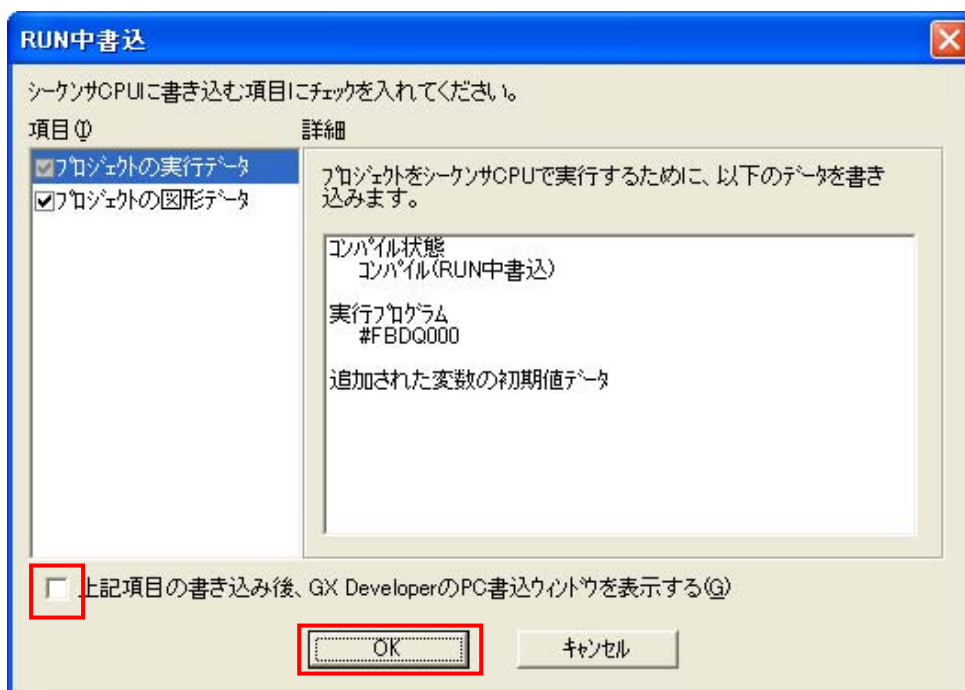 RUN中書込
ｼｰｹﾝｻCPUに書き込む項目にﾁｪｯｸを入れてください。
項目(I)
詳細
ﾌﾟﾛｼﾞｪｸﾄの実行ﾃﾞｰﾀ
ﾌﾟﾛｼﾞｪｸﾄの図形ﾃﾞｰﾀ
ﾌﾟﾛｼﾞｪｸﾄをｼｰｹﾝｻCPUで実行するために、以下のﾃﾞｰﾀを書き
込みます。
ｺﾝﾊﾟｲﾙ状態
ｺﾝﾊﾟｲﾙ(RUN中書込)
実行ﾌﾟﾛｸﾞﾗﾑ
#FBDQ000
追加された変数の初期値ﾃﾞｰﾀ
上記項目の書き込み後、GX DeveloperのPC書込ｳｨﾝﾄﾞｳを表示する(G)
OK
ｷｬﾝｾﾙ